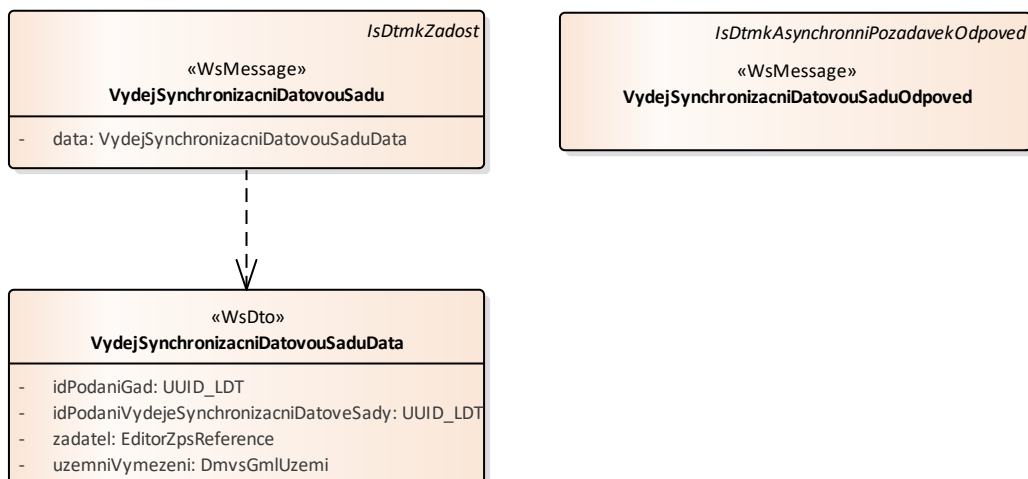 IsDtmkZadost
«WsMessage»
VydejSynchronizacniDatovouSadu
- data: VydejSynchronizacniDatovouSaduData
IsDtmkAsynchronniPozadavekOdpoved
«WsMessage»
VydejSynchronizacniDatovouSaduOdpoved
«WsDto»
VydejSynchronizacniDatovouSaduData
- idPodaniGad: UUID_LDT
- idPodaniVydejeSynchronizacniDatoveSady: UUID_LDT
- zadatel: EditorZpsReference
- uzemniVymezeni: DmvsGmlUzemi